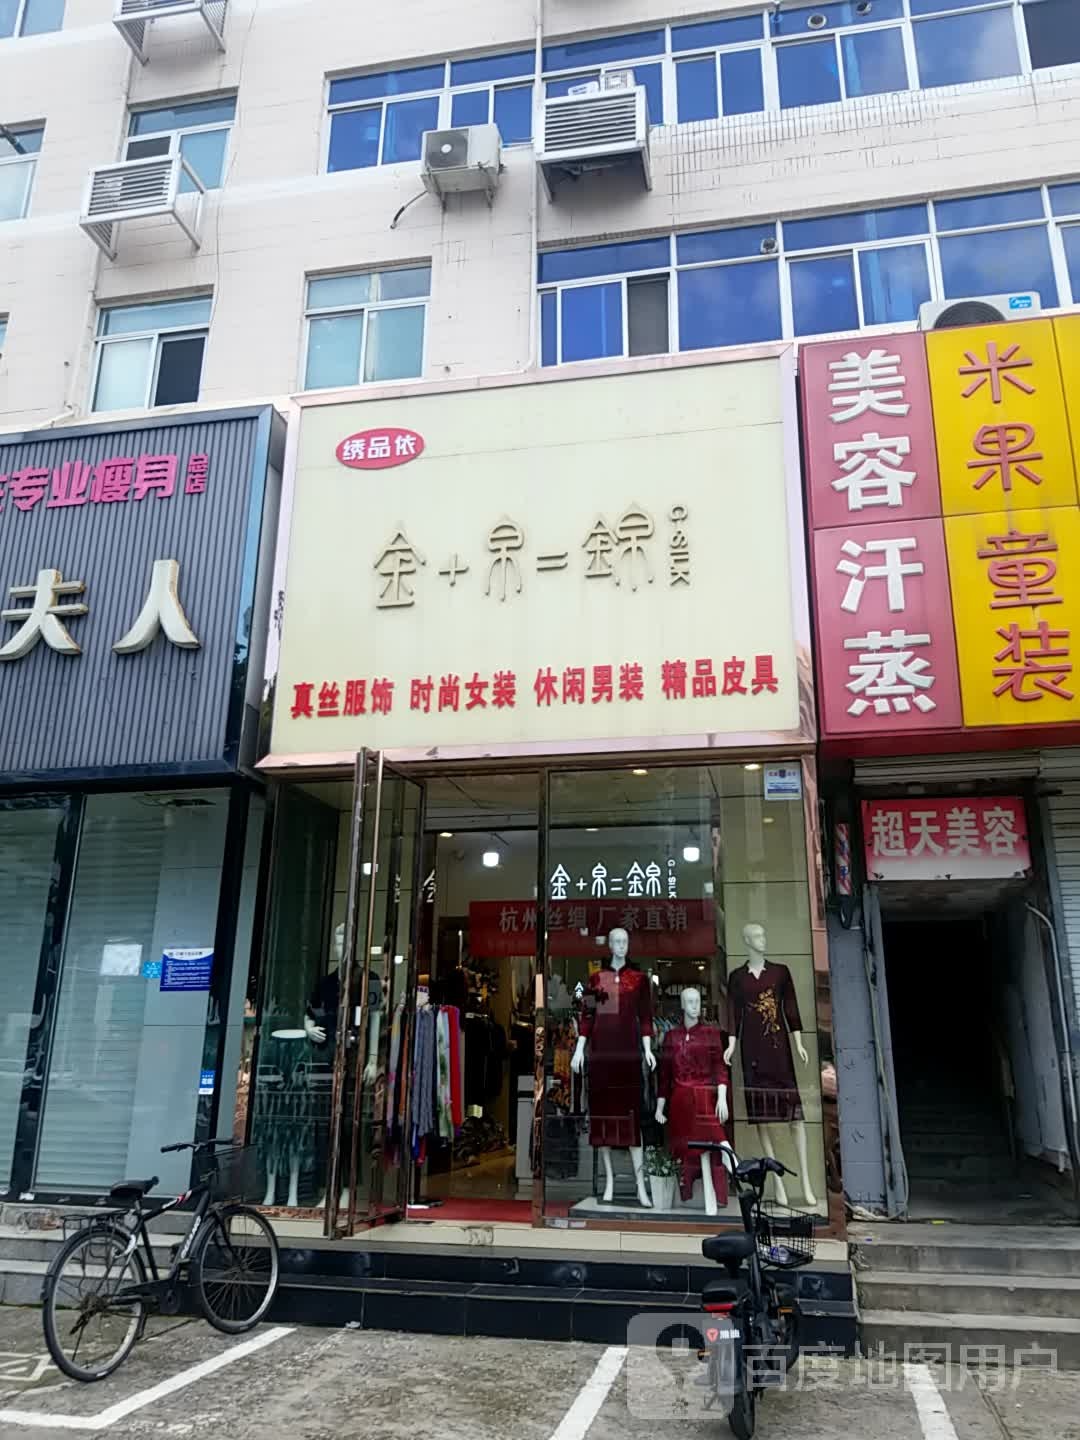 专业瘦身
总店
夫人
绣品依
金+帛=錦
G-SILK
真丝服饰 时尚女装 休闲男装 精品皮具
美容汗蒸
米果童装
超天美容
金+帛=錦
G-SILK
杭州丝绸厂家直销
百度地图用户